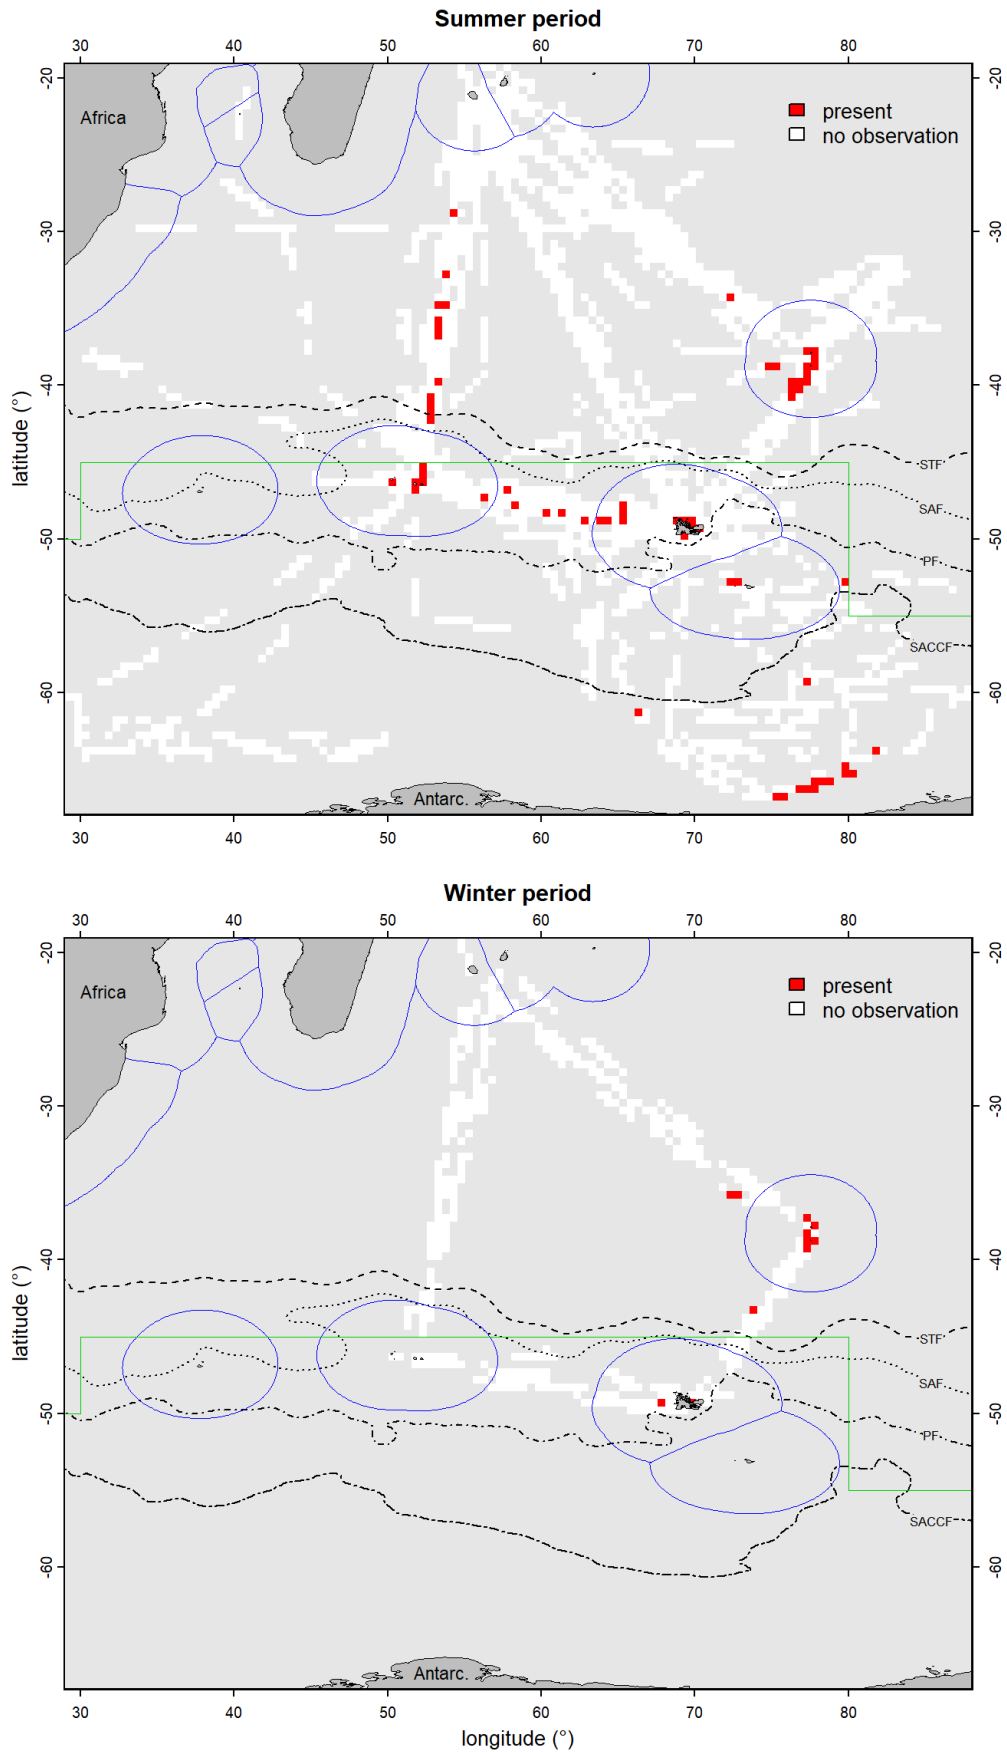 Summer period
30 40 50 60 70 80
-20 -20
Africa
present
no observation
-30 -30
-40 -40
latitude (°)
STF
SAF
-50 -50
PF
SACCF
-60 -60
Antarc.
30 40 50 60 70 80
Winter period
30 40 50 60 70 80
-20 -20
Africa
present
no observation
-30 -30
-40 -40
latitude (°)
STF
SAF
-50 -50
PF
SACCF
-60 -60
Antarc.
30 40 50 60 70 80
longitude (°)